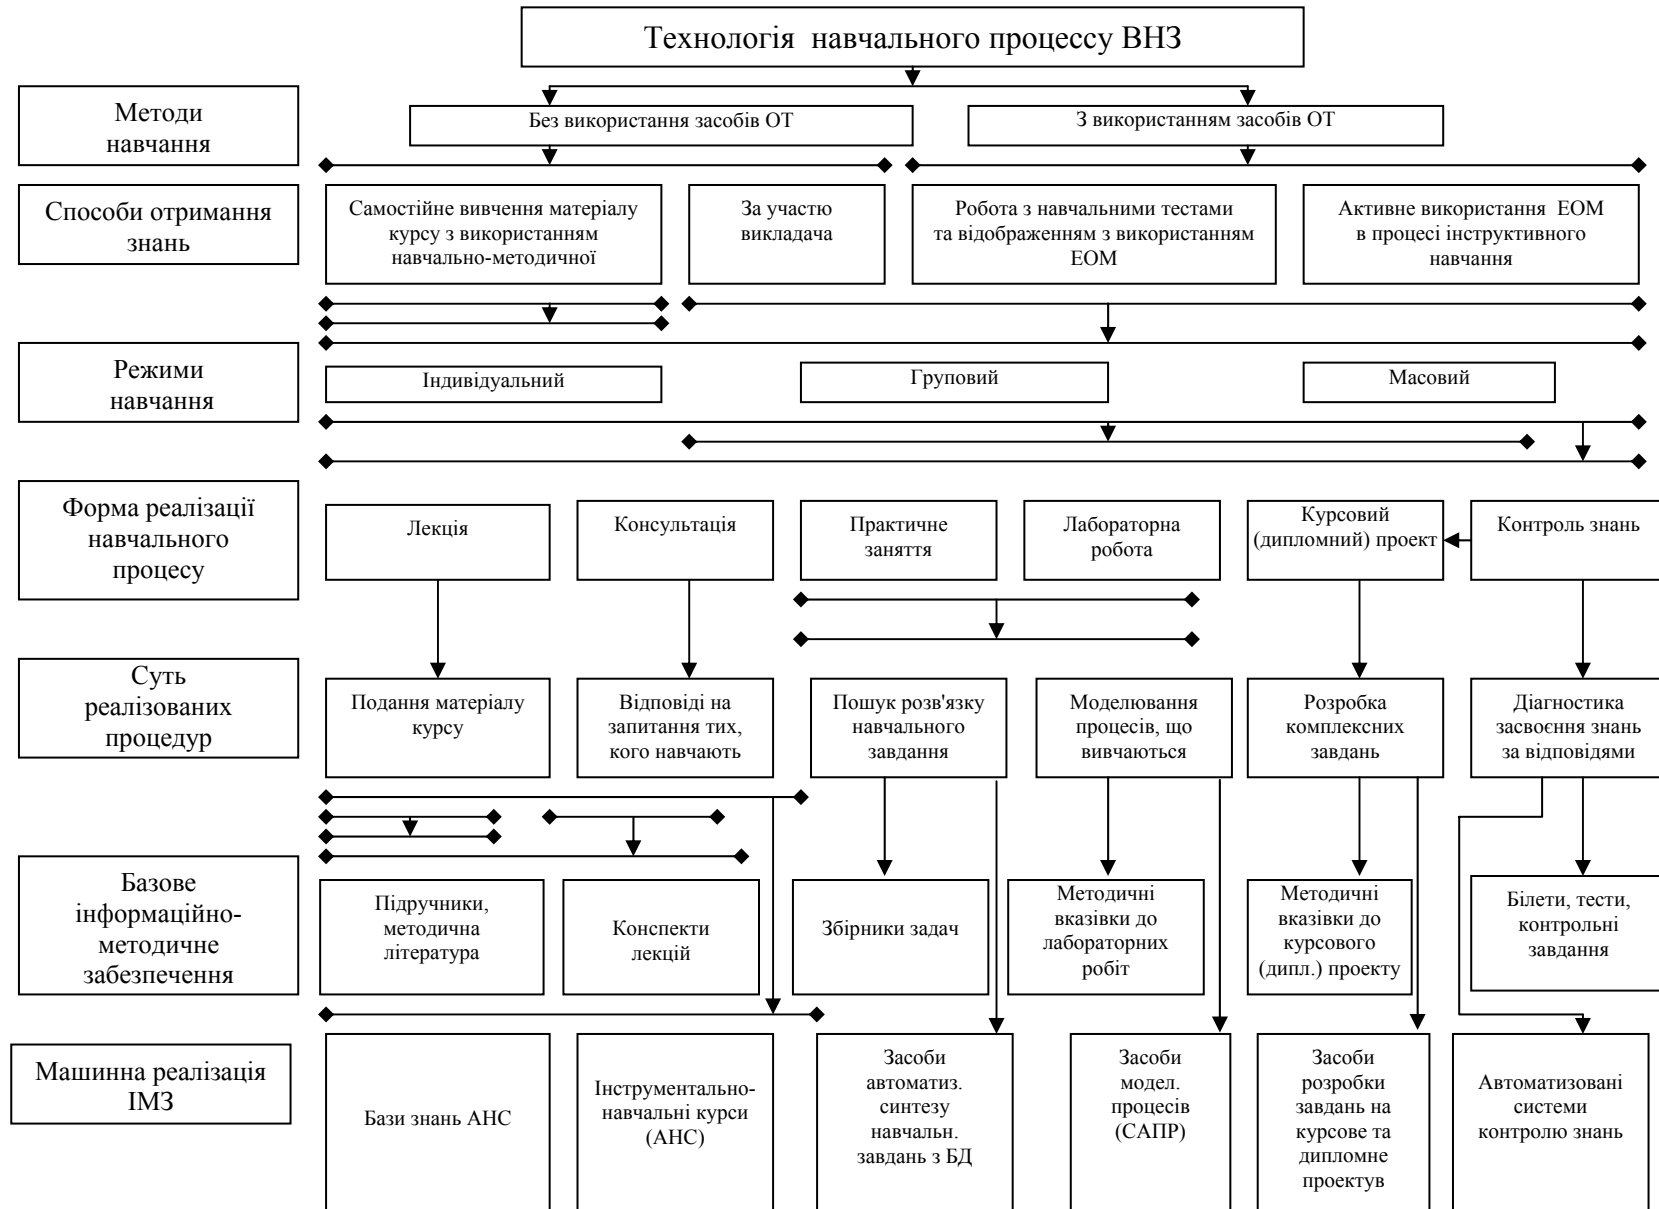 Технологія навчального процессу ВНЗ
Методи
навчання
Без використання засобів ОТ
З використанням засобів ОТ
Способи отримання
знань
Самостійне вивчення матеріалу
курсу з використанням
навчально-методичної
За участю
викладача
Робота з навчальними тестами
та відображенням з використанням
ЕОМ
Активне використання ЕОМ
в процесі інструктивного
навчання
Режими
навчання
Індивідуальний
Груповий
Масовий
Форма реалізації
навчального
процесу
Лекція
Консультація
Практичне
заняття
Лабораторна
робота
Курсовий
(дипломний) проект
Контроль знань
Суть
реалізованих
процедур
Подання матеріалу
курсу
Відповіді на
запитання тих,
кого навчають
Пошук розв'язку
навчального
завдання
Моделювання
процесів, що
вивчаються
Розробка
комплексних
завдань
Діагностика
засвоєння знань
за відповідями
Базове
інформаційно-
методичне
забезпечення
Підручники,
методична
література
Конспекти
лекцій
Збірники задач
Методичні
вказівки до
лабораторних
робіт
Методичні
вказівки до
курсового
(дипл.) проекту
Білети, тести,
контрольні
завдання
Машинна реалізація
ІМЗ
Бази знань АНС
Інструментально-
навчальні курси
(АНС)
Засоби
автоматиз.
синтезу
навчальн.
завдань з БД
Засоби
модел.
процесів
(САПР)
Засоби
розробки
завдань на
курсове та
дипломне
проектув
Автоматизовані
системи
контролю знань